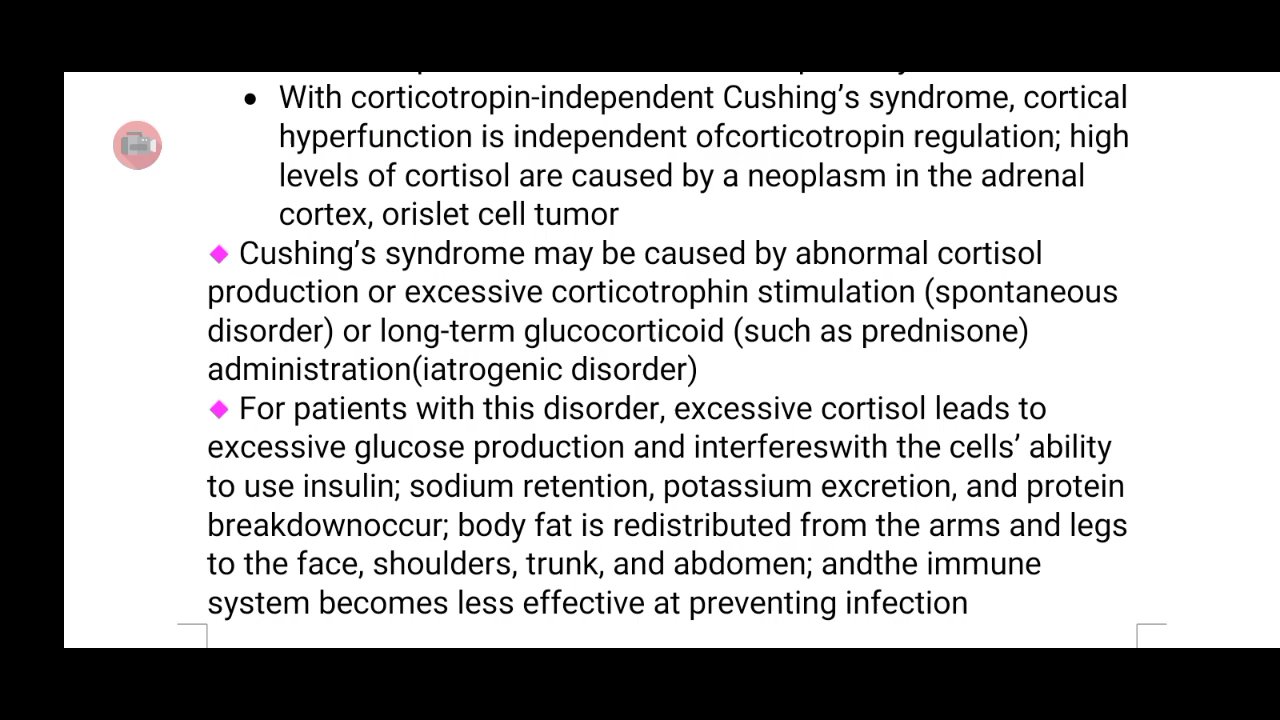 • With corticotropin-independent Cushing’s syndrome, cortical
hyperfunction is independent ofcorticotropin regulation; high
levels of cortisol are caused by a neoplasm in the adrenal
cortex, orislet cell tumor
◆ Cushing’s syndrome may be caused by abnormal cortisol
production or excessive corticotrophin stimulation (spontaneous
disorder) or long-term glucocorticoid (such as prednisone)
administration(iatrogenic disorder)
◆ For patients with this disorder, excessive cortisol leads to
excessive glucose production and interfereswith the cells’ ability
to use insulin; sodium retention, potassium excretion, and protein
breakdownoccur; body fat is redistributed from the arms and legs
to the face, shoulders, trunk, and abdomen; andthe immune
system becomes less effective at preventing infection